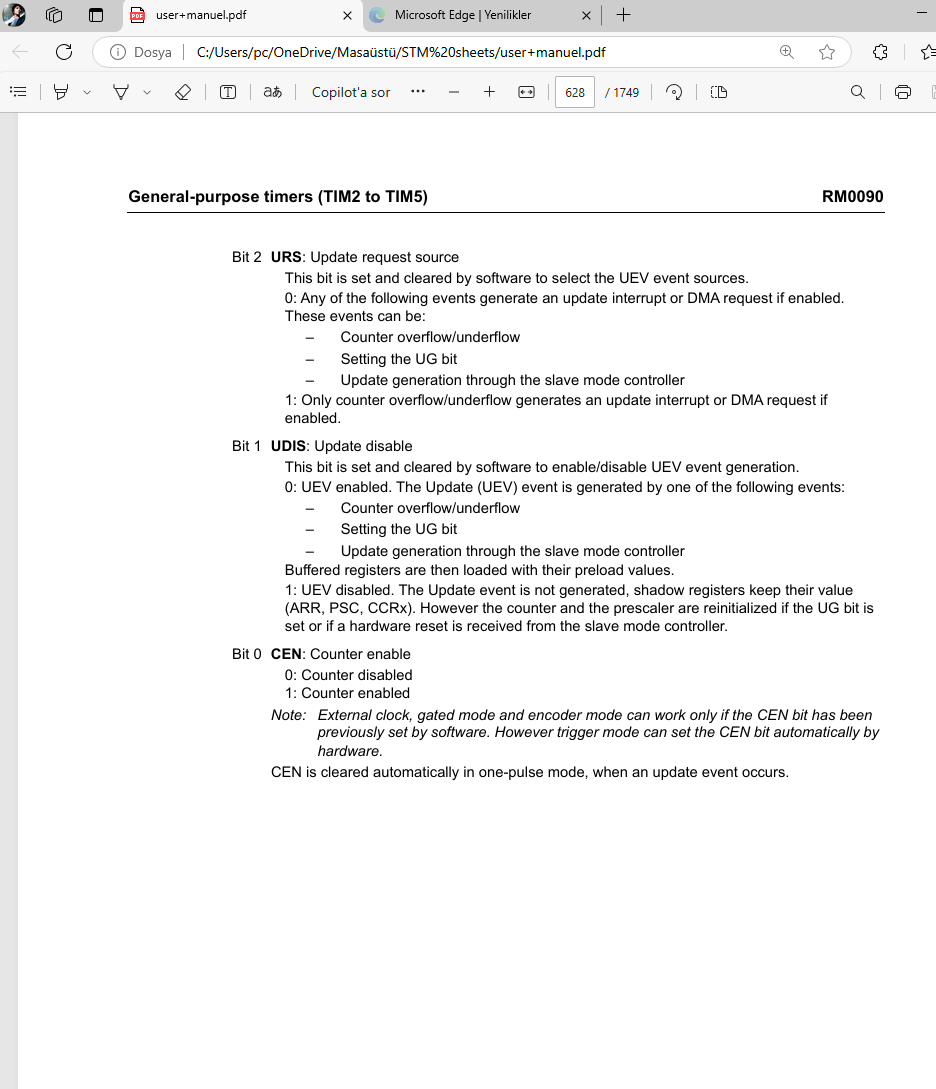 user+manuel.pdf
Microsoft Edge | Yenilikler
Dosya
C:/Users/pc/OneDrive/Masaüstü/STM%20sheets/user+manuel.pdf
aあ
Copilot'a sor
628 / 1749
General-purpose timers (TIM2 to TIM5) RM0090
Bit 2 URS: Update request source
This bit is set and cleared by software to select the UEV event sources.
0: Any of the following events generate an update interrupt or DMA request if enabled.
These events can be:
– Counter overflow/underflow
– Setting the UG bit
– Update generation through the slave mode controller
1: Only counter overflow/underflow generates an update interrupt or DMA request if
enabled.
Bit 1 UDIS: Update disable
This bit is set and cleared by software to enable/disable UEV event generation.
0: UEV enabled. The Update (UEV) event is generated by one of the following events:
– Counter overflow/underflow
– Setting the UG bit
– Update generation through the slave mode controller
Buffered registers are then loaded with their preload values.
1: UEV disabled. The Update event is not generated, shadow registers keep their value
(ARR, PSC, CCRx). However the counter and the prescaler are reinitialized if the UG bit is
set or if a hardware reset is received from the slave mode controller.
Bit 0 CEN: Counter enable
0: Counter disabled
1: Counter enabled
Note: External clock, gated mode and encoder mode can work only if the CEN bit has been
previously set by software. However trigger mode can set the CEN bit automatically by
hardware.
CEN is cleared automatically in one-pulse mode, when an update event occurs.